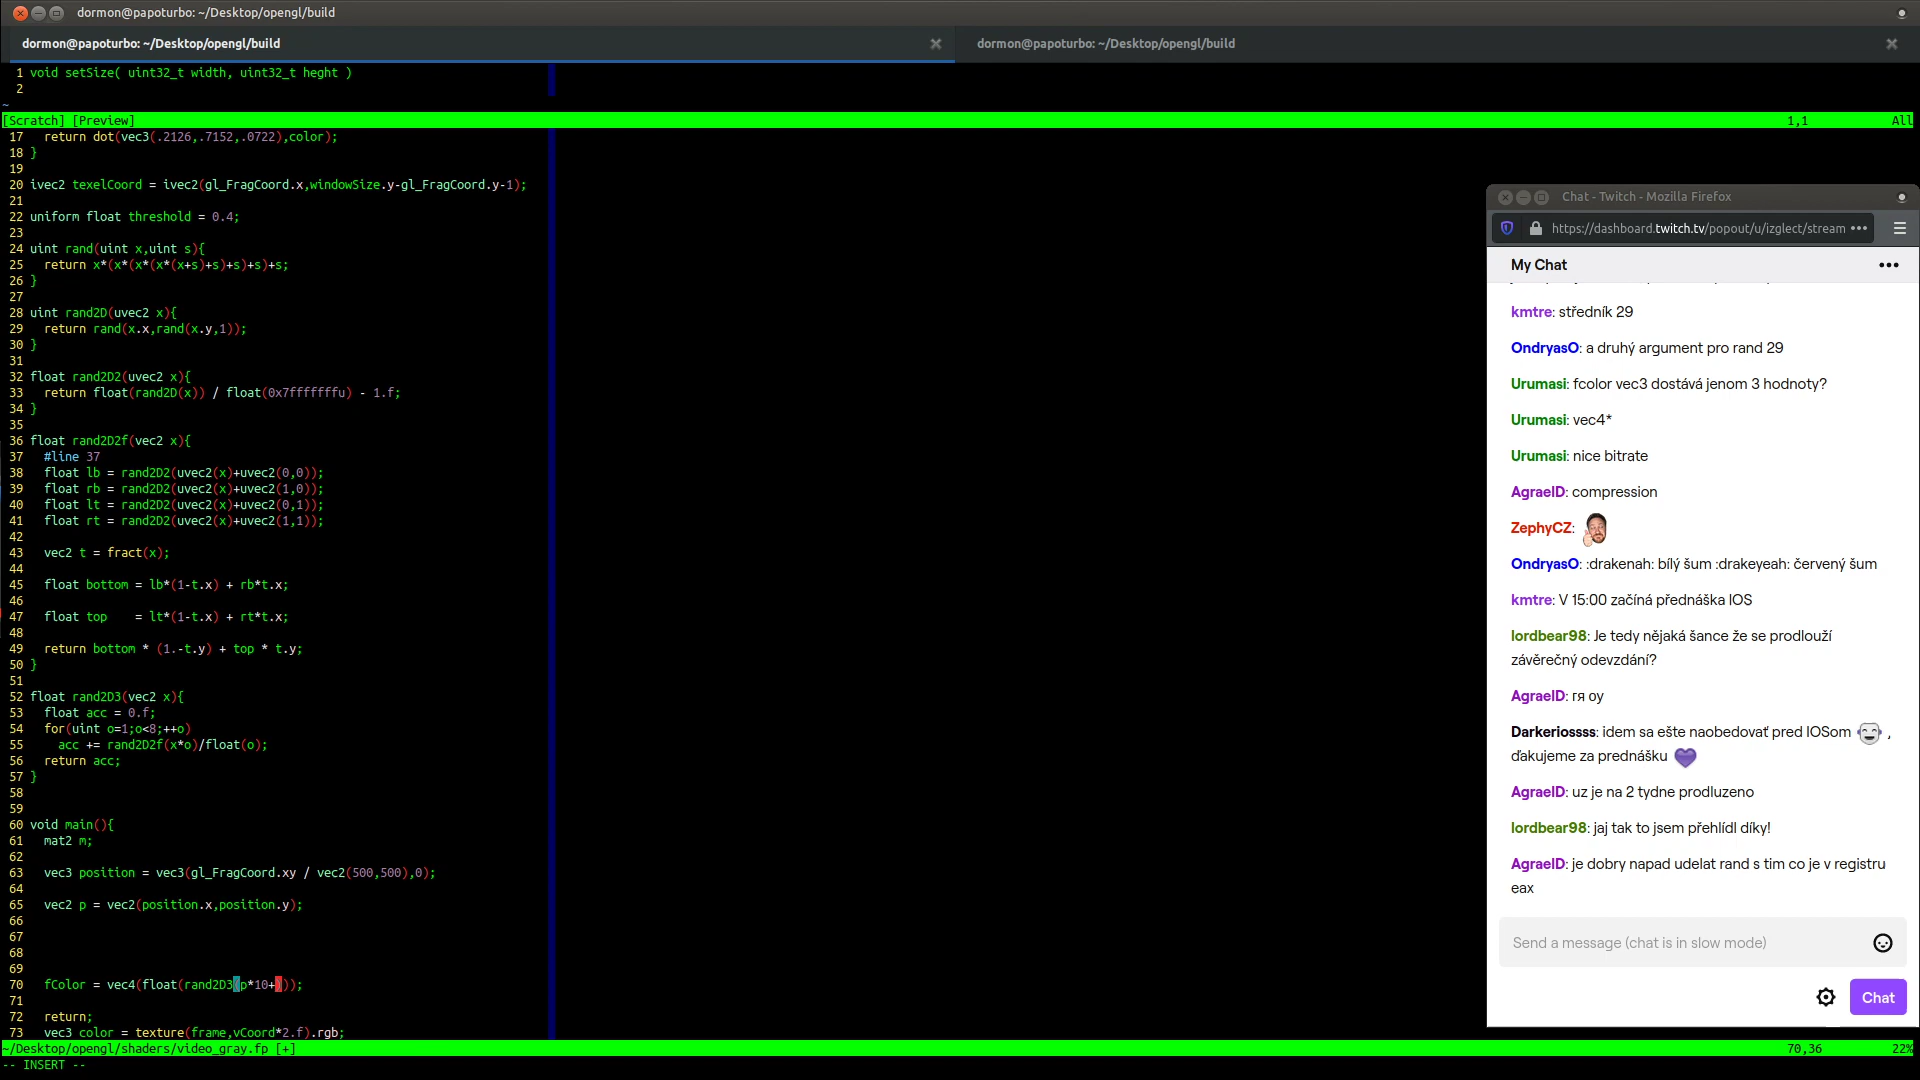 dormon@papoturbo: ~/Desktop/opengl/build
dormon@papoturbo: ~/Desktop/opengl/build
dormon@papoturbo: ~/Desktop/opengl/build
1 void setSize( uint32_t width, uint32_t heght )
2
~
[Scratch] [Preview] 1,1 All
17 return dot(vec3(.2126,.7152,.0722),color);
18 }
19
20 ivec2 texelCoord = ivec2(gl_FragCoord.x,windowSize.y-gl_FragCoord.y-1);
21
22 uniform float threshold = 0.4;
23
24 uint rand(uint x,uint s){
25 return x*(x*(x*(x*(x+s)+s)+s)+s)+s;
26 }
27
28 uint rand2D(uvec2 x){
29 return rand(x.x,rand(x.y,1));
30 }
31
32 float rand2D2(uvec2 x){
33 return float(rand2D(x)) / float(0x7fffffffu) - 1.f;
34 }
35
36 float rand2D2f(vec2 x){
37 #line 37
38 float lb = rand2D2(uvec2(x)+uvec2(0,0));
39 float rb = rand2D2(uvec2(x)+uvec2(1,0));
40 float lt = rand2D2(uvec2(x)+uvec2(0,1));
41 float rt = rand2D2(uvec2(x)+uvec2(1,1));
42
43 vec2 t = fract(x);
44
45 float bottom = lb*(1-t.x) + rb*t.x;
46
47 float top    = lt*(1-t.x) + rt*t.x;
48
49 return bottom * (1.-t.y) + top * t.y;
50 }
51
52 float rand2D3(vec2 x){
53 float acc = 0.f;
54 for(uint o=1;o<8;++o)
55 acc += rand2D2f(x*o)/float(o);
56 return acc;
57 }
58
59
60 void main(){
61 mat2 m;
62
63 vec3 position = vec3(gl_FragCoord.xy / vec2(500,500),0);
64
65 vec2 p = vec2(position.x,position.y);
66
67
68
69
70 fColor = vec4(float(rand2D3(p*10+)));
71
72 return;
73 vec3 color = texture(frame,vCoord*2.f).rgb;
~/Desktop/opengl/shaders/video_gray.fp [+] 70,36 22%
-- INSERT --
Chat - Twitch - Mozilla Firefox
https://dashboard.twitch.tv/popout/u/izglect/stream
My Chat
kmtre: středník 29
OndryasO: a druhý argument pro rand 29
Urumasi: fcolor vec3 dostává jenom 3 hodnoty?
Urumasi: vec4*
Urumasi: nice bitrate
AgraelD: compression
ZephyCZ:
OndryasO: :drakenah: bílý šum :drakeyeah: červený šum
kmtre: V 15:00 začíná přednáška IOS
lordbear98: Je tedy nějaká šance že se prodlouží
závěrečný odevzdání?
AgraelD: гя оу
Darkeriossss: idem sa ešte naobedovať pred IOSom ,
ďakujeme za prednášku
AgraelD: uz je na 2 tydne prodluzeno
lordbear98: jaj tak to jsem přehlídl díky!
AgraelD: je dobry napad udelat rand s tim co je v registru
eax
Send a message (chat is in slow mode)
Chat